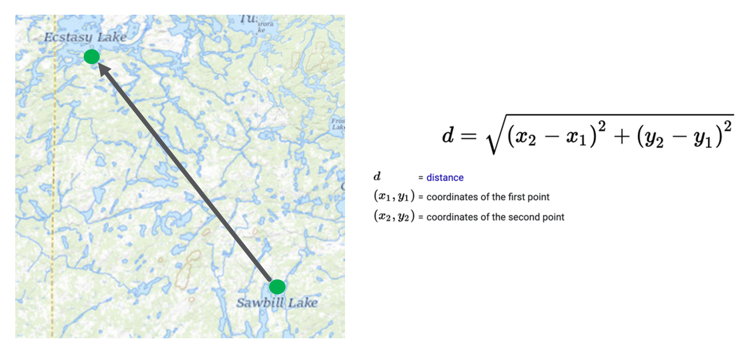 Tu
Ecstasy Lake
Sawbill Lake
d = √(x₂ − x₁)² + (y₂ − y₁)²
d = distance
(x₁, y₁) = coordinates of the first point
(x₂, y₂) = coordinates of the second point